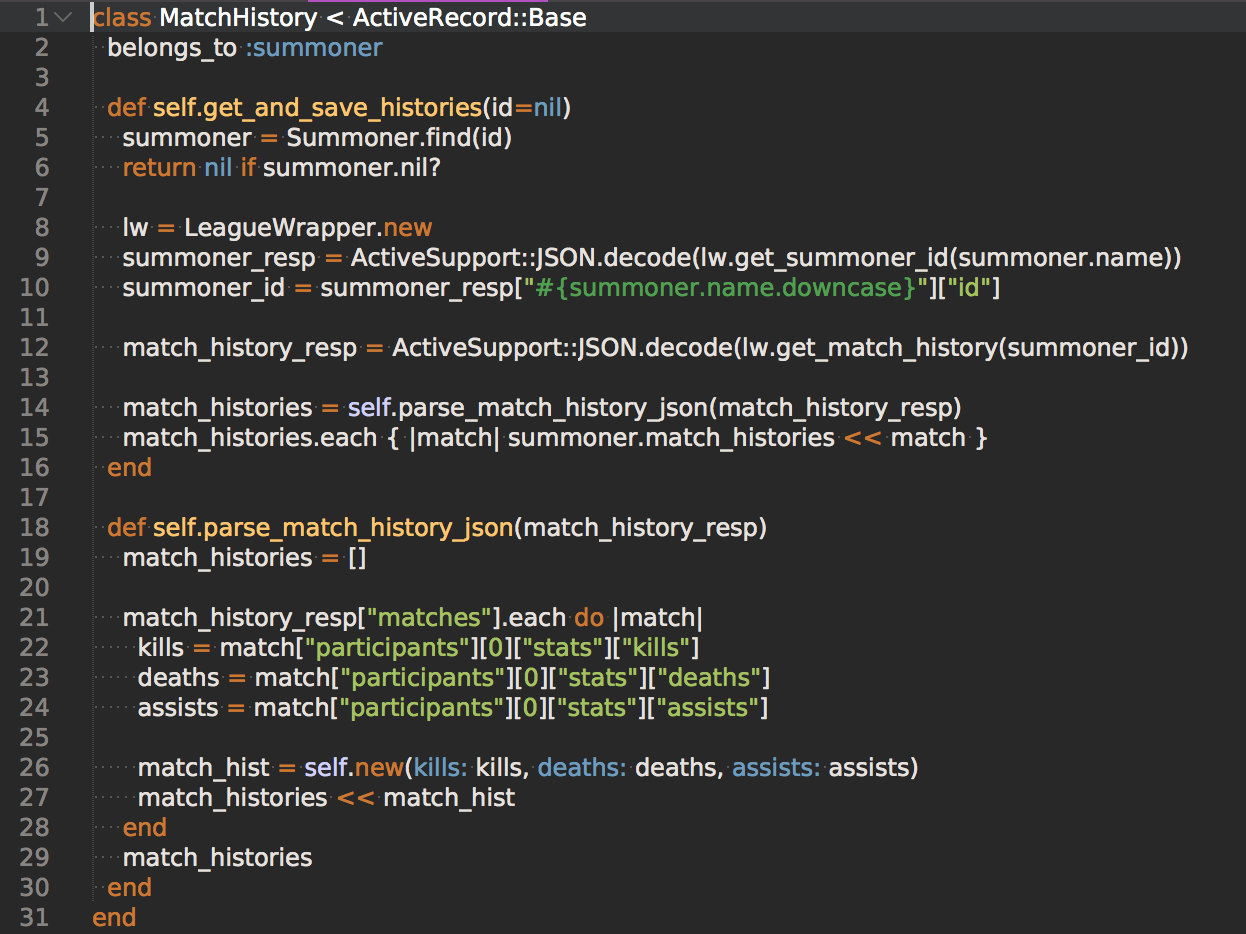 1 class MatchHistory < ActiveRecord::Base
2   belongs_to :summoner
3
4   def self.get_and_save_histories(id=nil)
5     summoner = Summoner.find(id)
6     return nil if summoner.nil?
7
8     lw = LeagueWrapper.new
9     summoner_resp = ActiveSupport::JSON.decode(lw.get_summoner_id(summoner.name))
10     summoner_id = summoner_resp["#{summoner.name.downcase}"]["id"]
11
12     match_history_resp = ActiveSupport::JSON.decode(lw.get_match_history(summoner_id))
13
14     match_histories = self.parse_match_history_json(match_history_resp)
15     match_histories.each { |match| summoner.match_histories << match }
16   end
17
18   def self.parse_match_history_json(match_history_resp)
19     match_histories = []
20
21     match_history_resp["matches"].each do |match|
22       kills = match["participants"][0]["stats"]["kills"]
23       deaths = match["participants"][0]["stats"]["deaths"]
24       assists = match["participants"][0]["stats"]["assists"]
25
26       match_hist = self.new(kills: kills, deaths: deaths, assists: assists)
27       match_histories << match_hist
28     end
29     match_histories
30   end
31 end